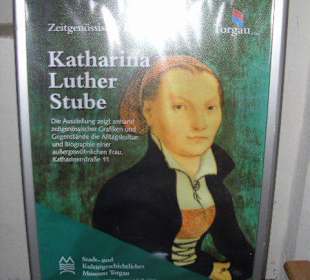 Zeitgenössisc
Torgau
Katharina
Luther
Stube
Die Ausstellung zeigt anhand
zeitgenössischer Grafiken und
Gegenstände die Alltagskultur
und Biographie einer
außergewöhnlichen Frau.
Katharinenstraße 11
Stadt- und
Kulturgeschichtliches
Museum Torgau